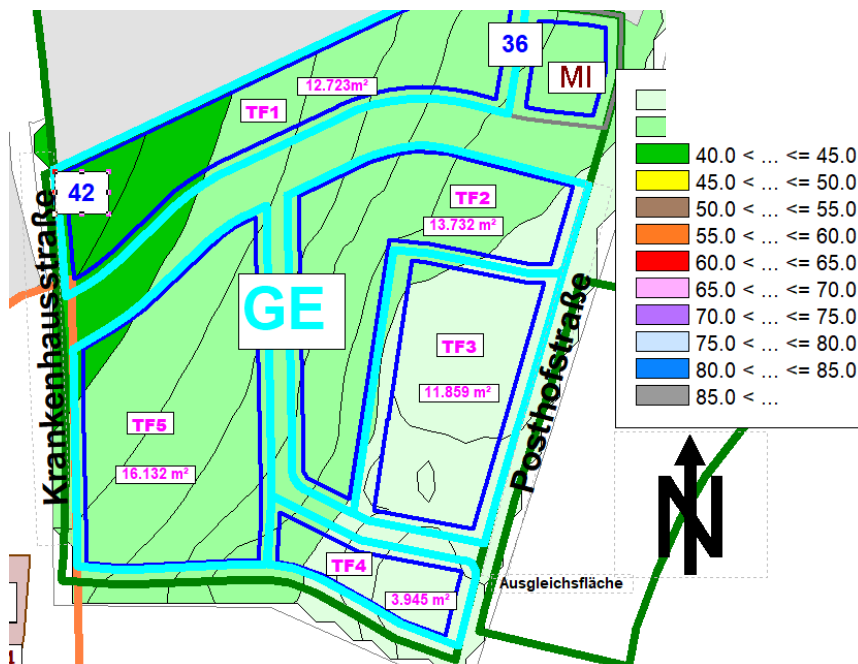 36
MI
12.723m²
TF1
40.0 < ... <= 45.0
45.0 < ... <= 50.0
50.0 < ... <= 55.0
55.0 < ... <= 60.0
60.0 < ... <= 65.0
65.0 < ... <= 70.0
70.0 < ... <= 75.0
75.0 < ... <= 80.0
80.0 < ... <= 85.0
85.0 < ...
42
TF2
13.732 m²
Krankenhausstraße
GE
TF3
11.859 m²
Posthofstraße
TF5
16.132 m²
N
TF4
3.945 m²
Ausgleichsfläche